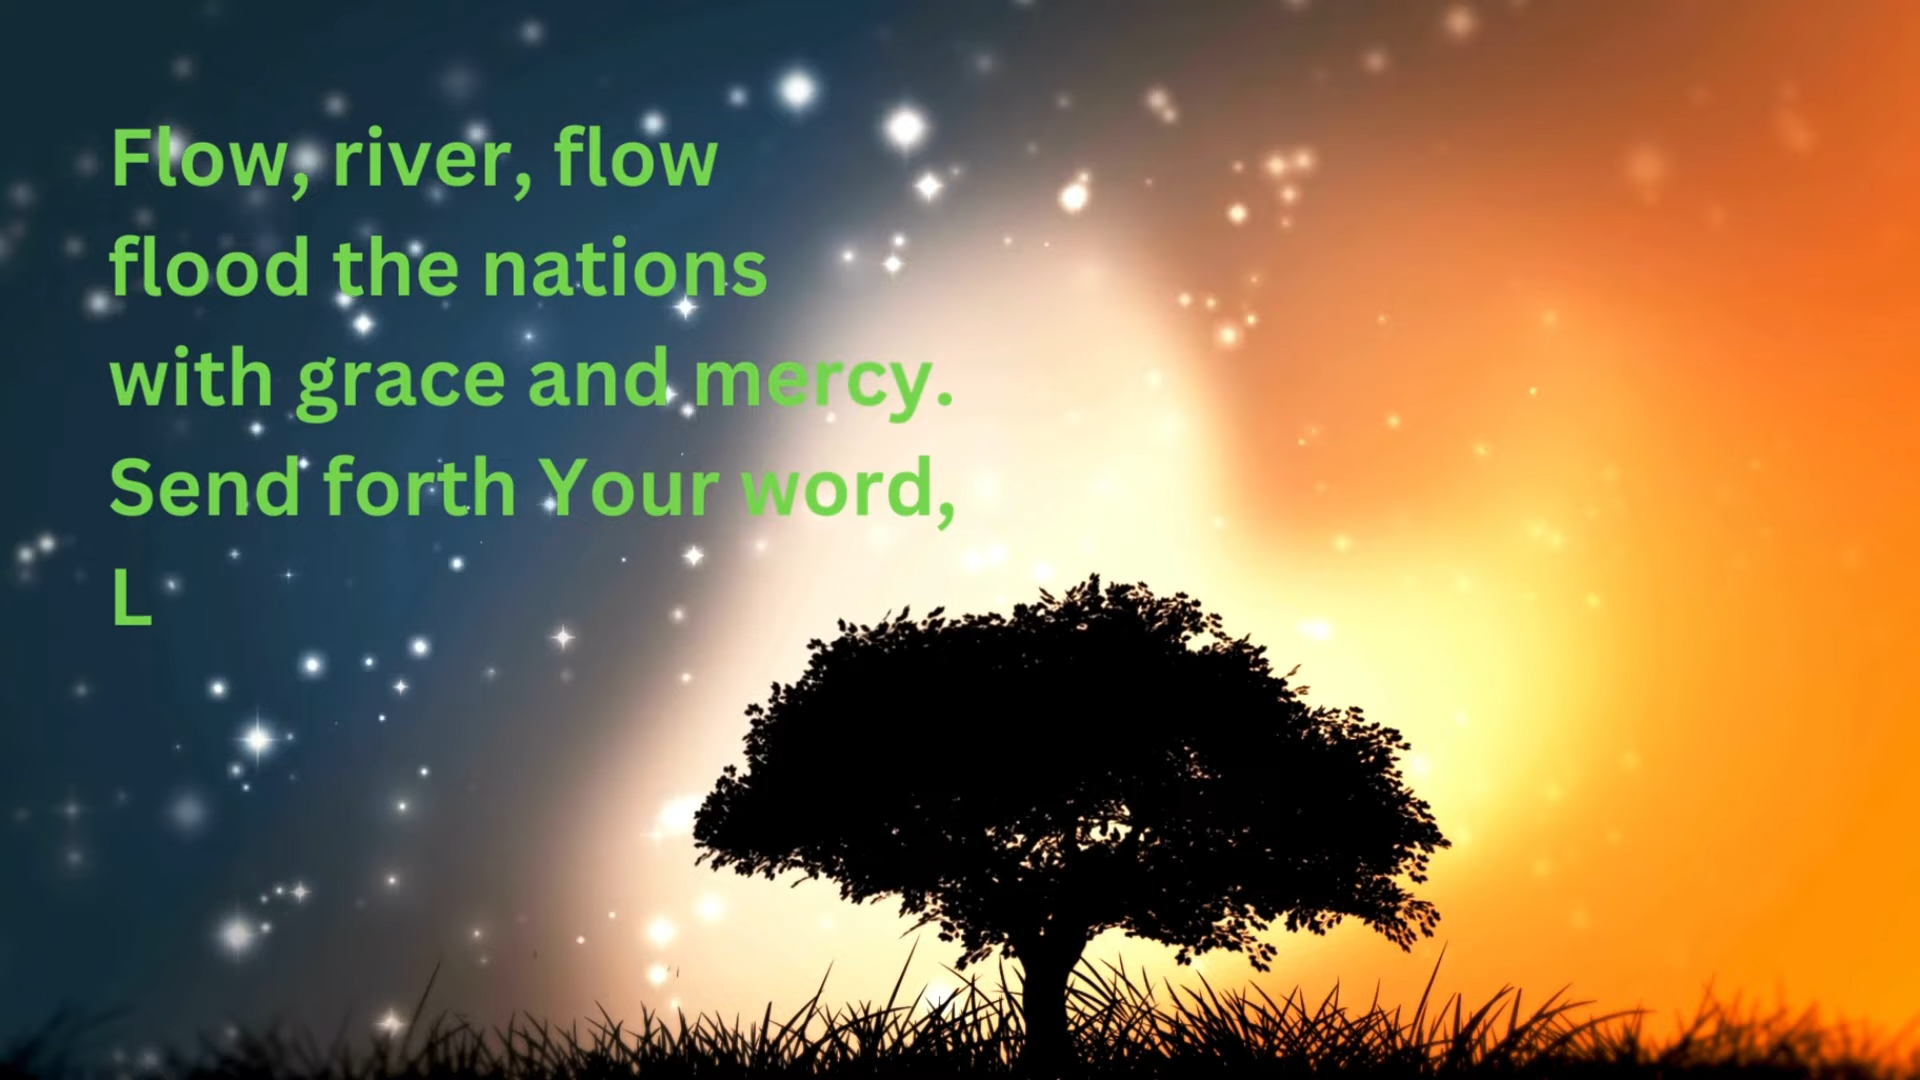 Flow, river, flow
flood the nations
with grace and mercy.
Send forth Your word,
L